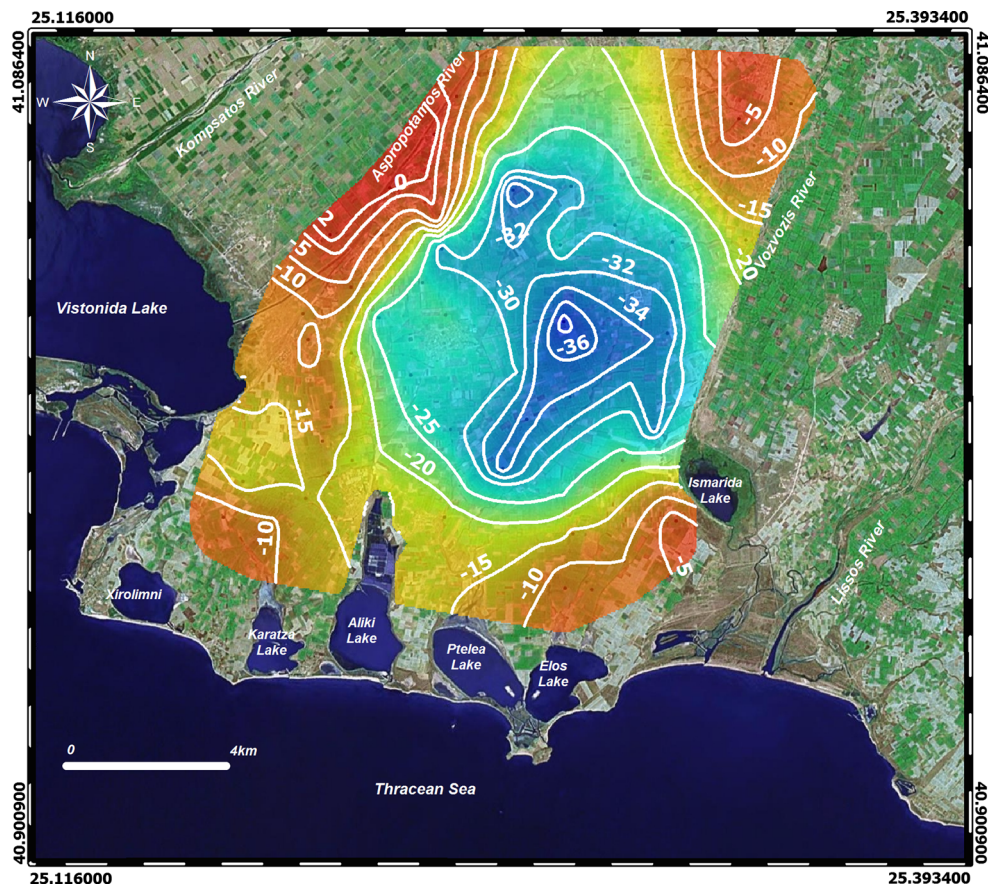 25.116000
25.393400
41.086400
41.086400
N
W
E
S
Kompsatos River
Aspropotamos River
-5
-10
0
2
-15
-5
-32
Vozvozis River
-20
-10
-32
-30
-34
Vistonida Lake
-36
-15
-25
-20
Ismarida
Lake
-10
-15
-10
-5
Lissos River
Xirolimni
Karatza
Lake
Aliki
Lake
Ptelea
Lake
Elos
Lake
0
4km
Thracean Sea
40.900900
40.900900
25.116000
25.393400